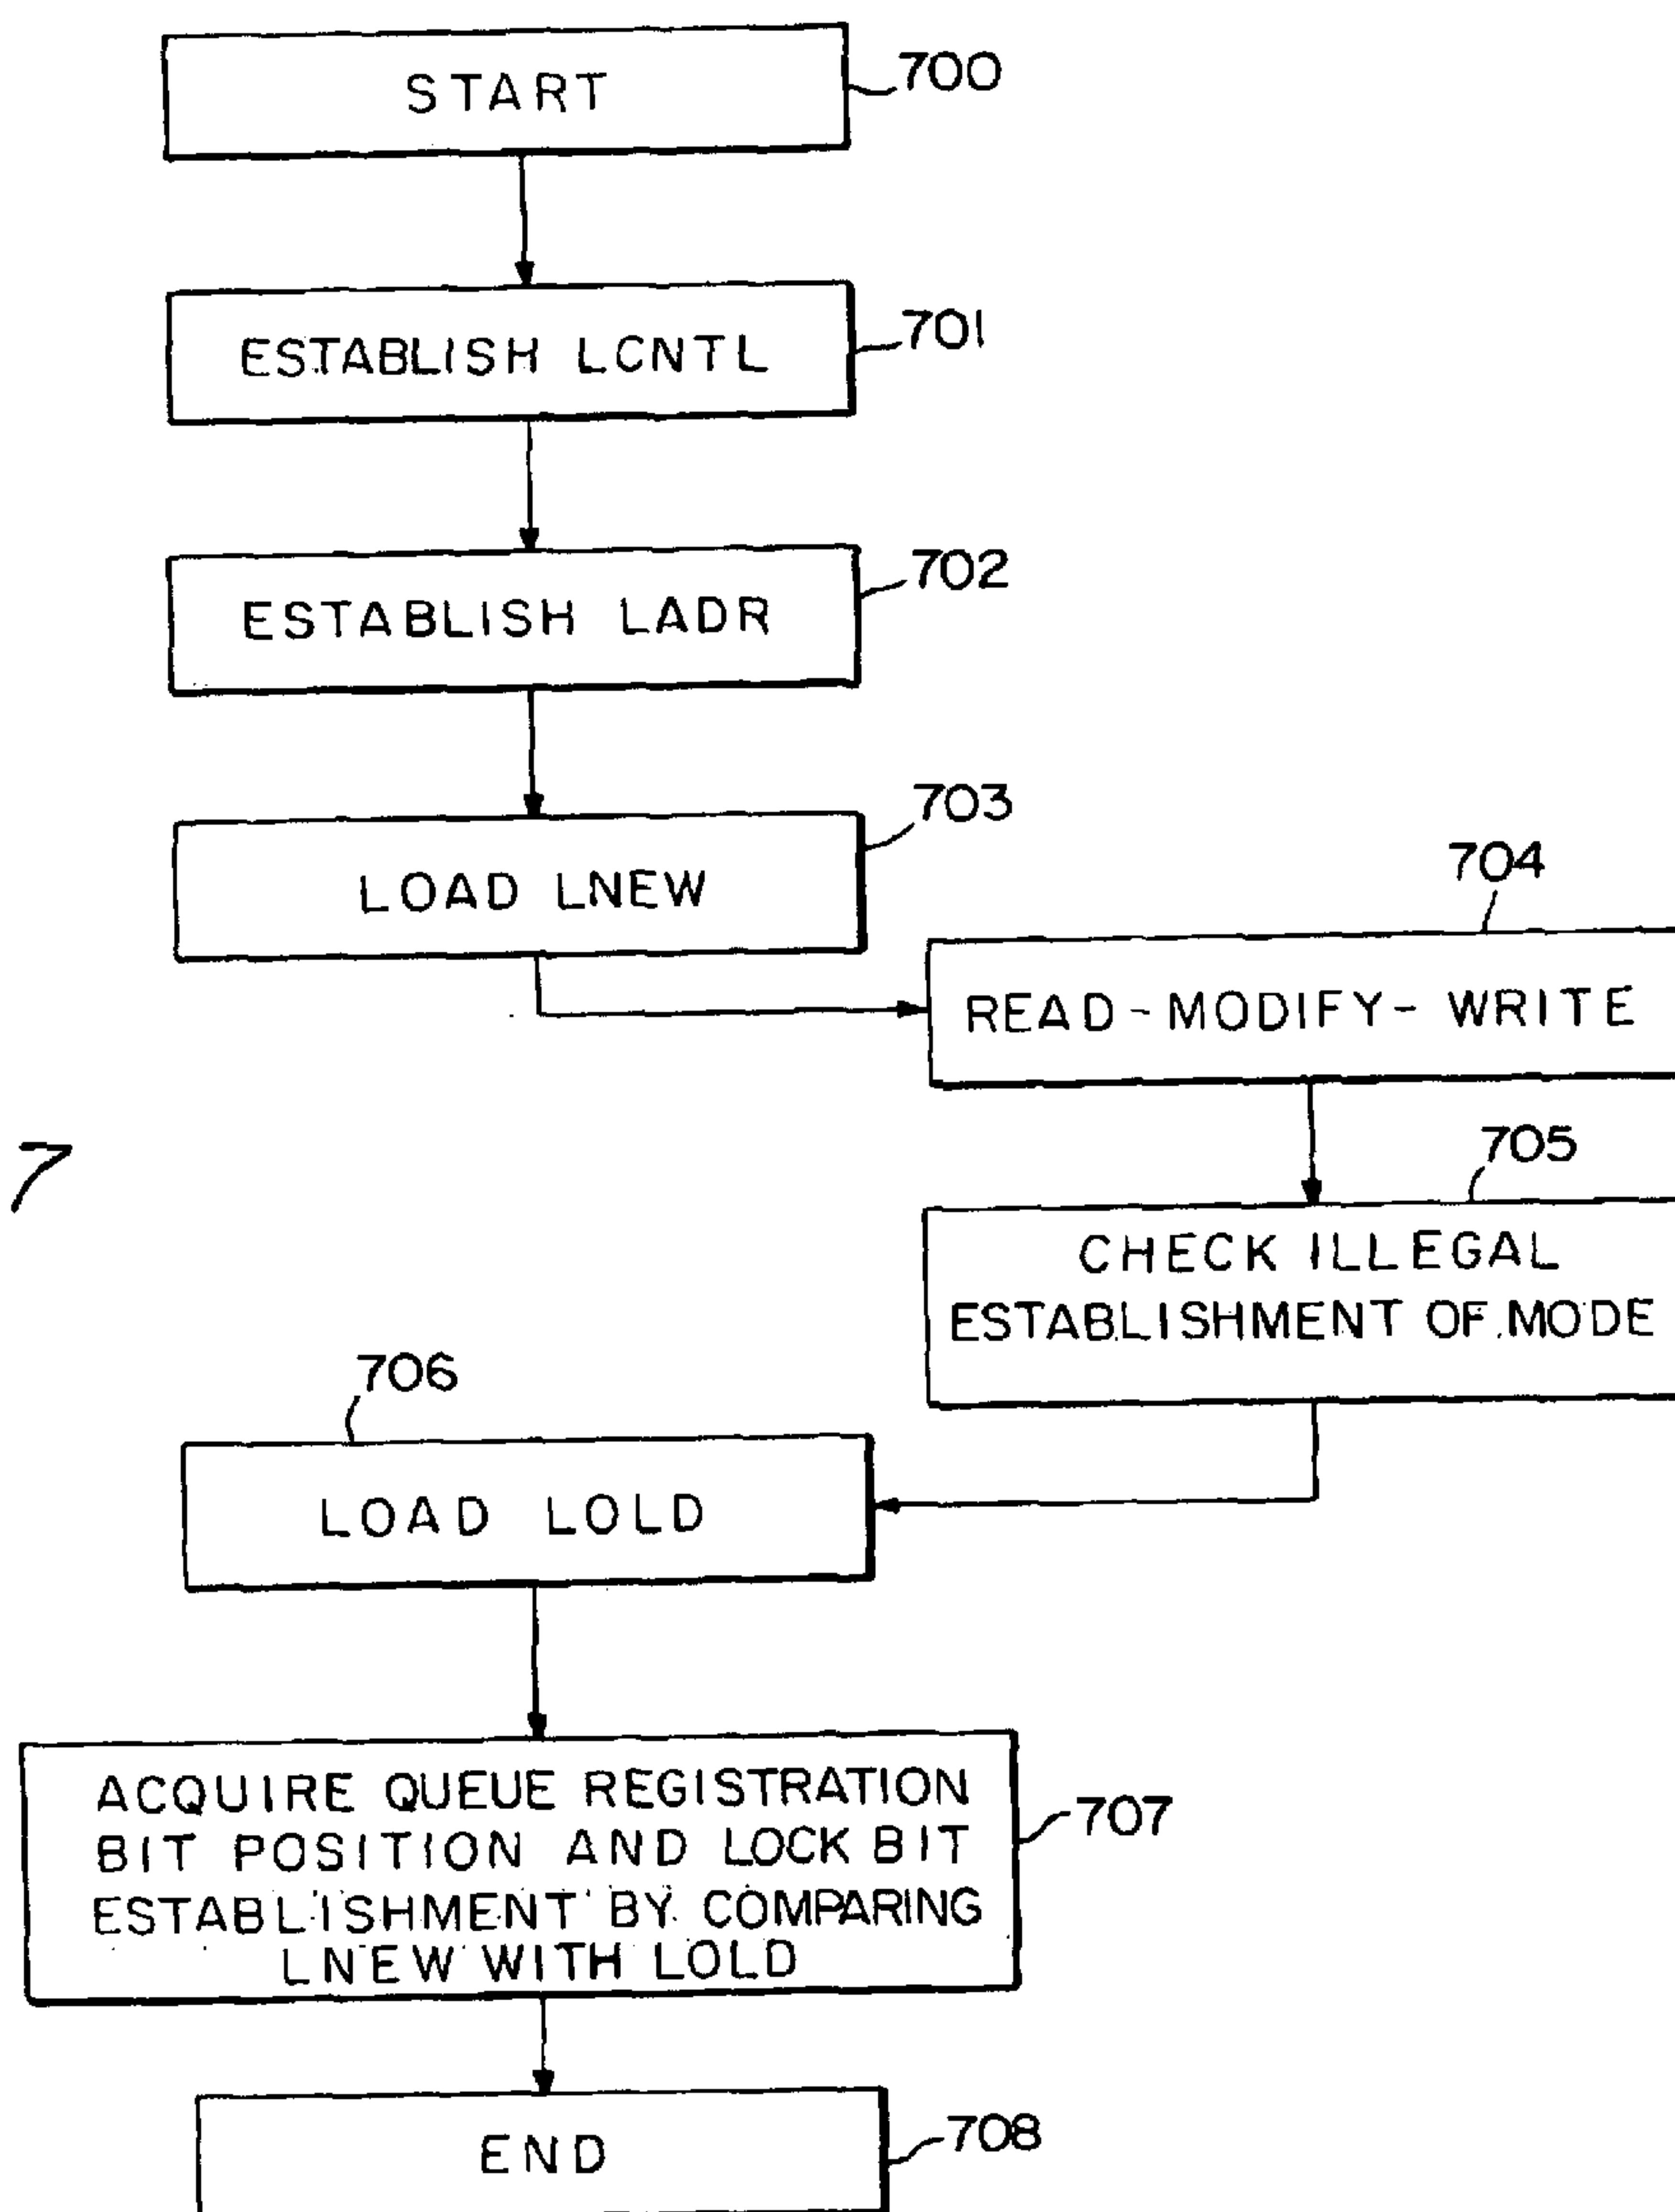 START
700
ESTABLISH LCNTL
701
ESTABLISH LADR
702
LOAD LNEW
703
704
READ-MODIFY-WRITE
7
705
CHECK ILLEGAL
ESTABLISHMENT OF MODE
706
LOAD LOLD
ACQUIRE QUEUE REGISTRATION
BIT POSITION AND LOCK BIT
ESTABLISHMENT BY COMPARING
LNEW WITH LOLD
707
END
708